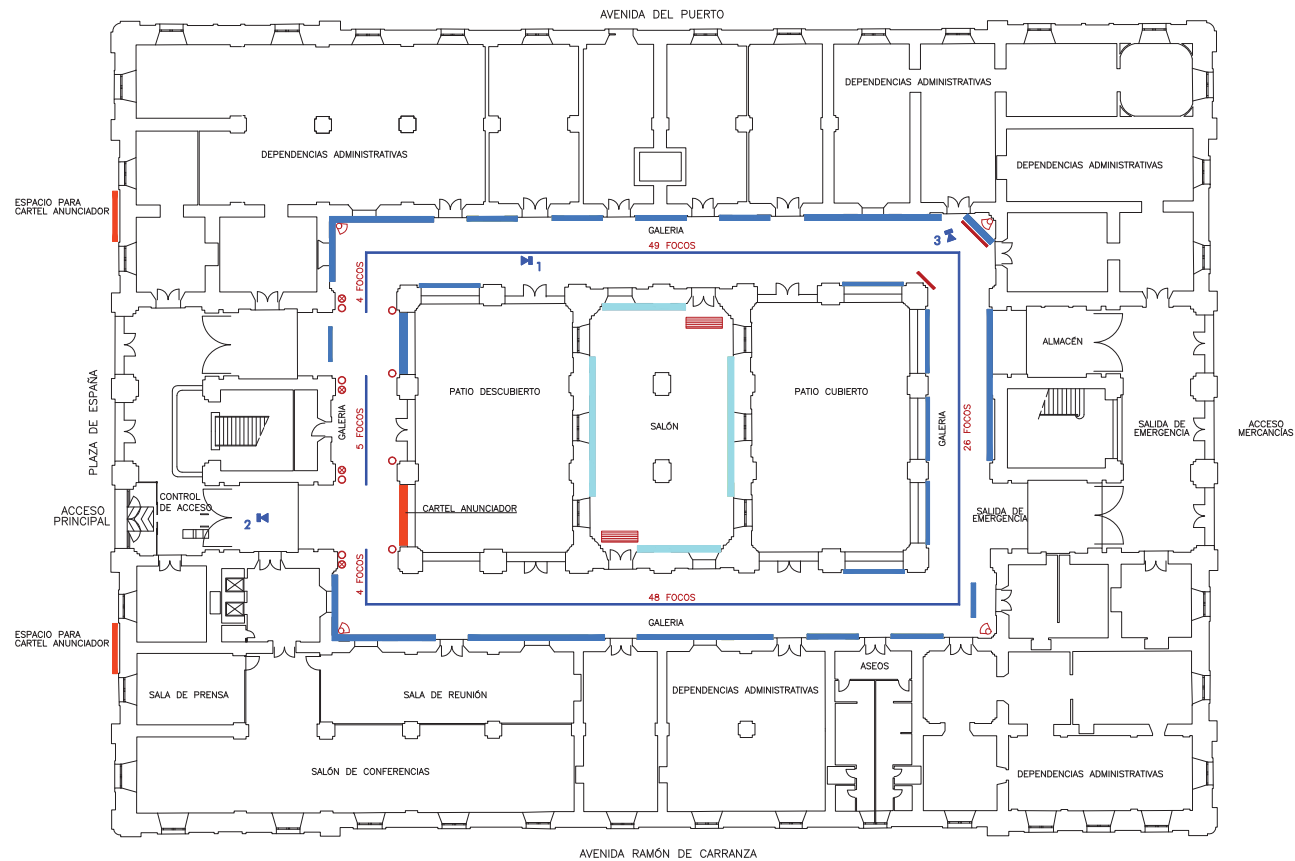 AVENIDA DEL PUERTO
DEPENDENCIAS ADMINISTRATIVAS
DEPENDENCIAS ADMINISTRATIVAS
DEPENDENCIAS ADMINISTRATIVAS
ESPACIO PARA
CARTEL ANUNCIADOR
GALERIA
49 FOCOS
3
1
4 FOCOS
ALMACÉN
PLAZA DE ESPAÑA
GALERIA
5 FOCOS
PATIO DESCUBIERTO
SALÓN
PATIO CUBIERTO
GALERIA
26 FOCOS
SALIDA DE
EMERGENCIA
ACCESO
MERCANCÍAS
ACCESO
PRINCIPAL
CONTROL
DE ACCESO
2
CARTEL ANUNCIADOR
SALIDA DE
EMERGENCIA
4 FOCOS
48 FOCOS
GALERIA
ESPACIO PARA
CARTEL ANUNCIADOR
SALA DE PRENSA
SALA DE REUNIÓN
DEPENDENCIAS ADMINISTRATIVAS
ASEOS
SALÓN DE CONFERENCIAS
DEPENDENCIAS ADMINISTRATIVAS
AVENIDA RAMÓN DE CARRANZA